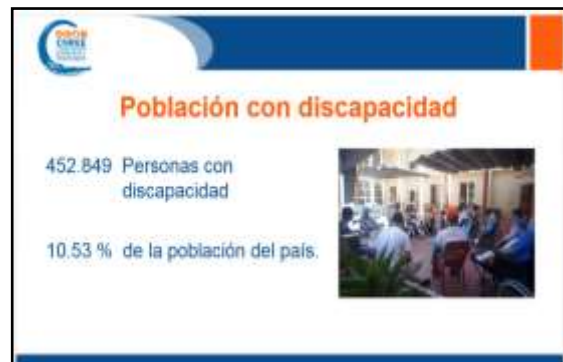 Población con discapacidad
452.849 Personas con
discapacidad
10.53 % de la población del país.